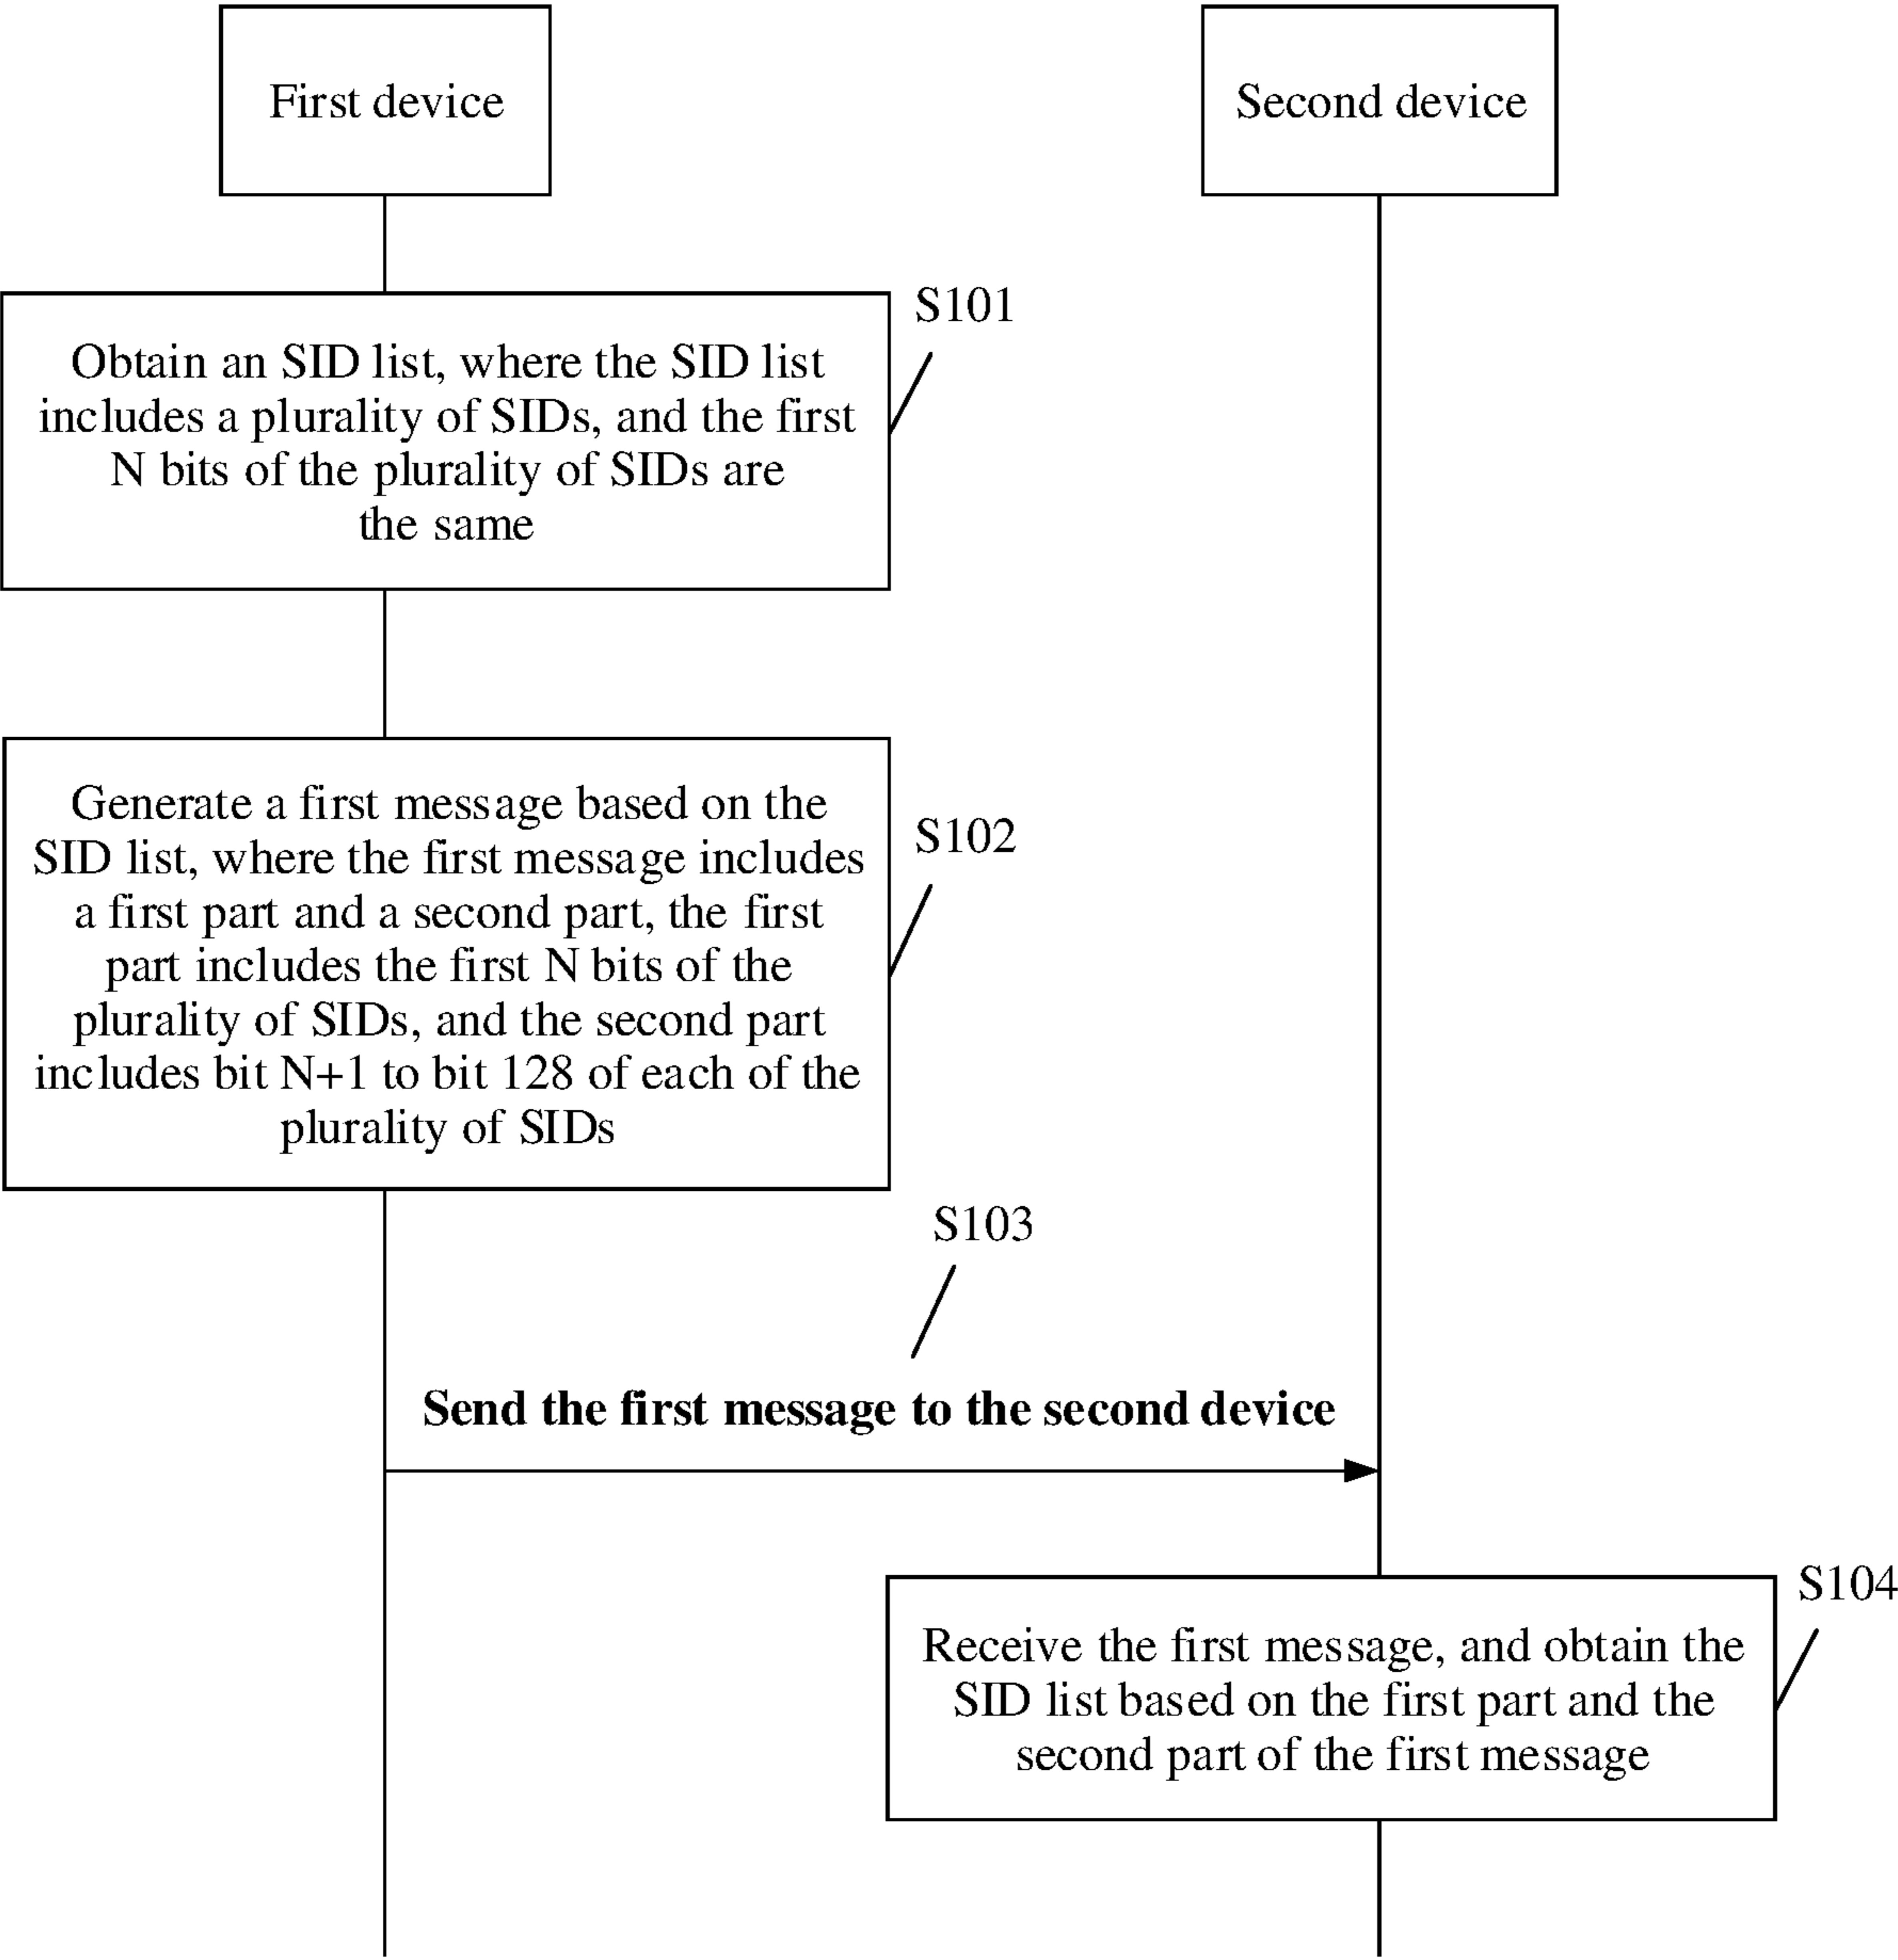 First device
Second device
S101
Obtain an SID list, where the SID list
includes a plurality of SIDs, and the first
N bits of the plurality of SIDs are
the same
S102
Generate a first message based on the
SID list, where the first message includes
a first part and a second part, the first
part includes the first N bits of the
plurality of SIDs, and the second part
includes bit N+1 to bit 128 of each of the
plurality of SIDs
S103
Send the first message to the second device
S104
Receive the first message, and obtain the
SID list based on the first part and the
second part of the first message